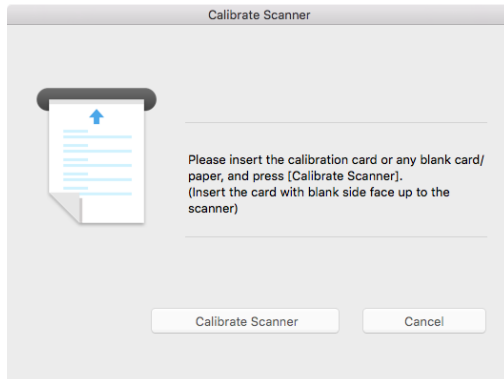 Calibrate Scanner
Please insert the calibration card or any blank card/
paper, and press [Calibrate Scanner].
(Insert the card with blank side face up to the
scanner)
Calibrate Scanner
Cancel